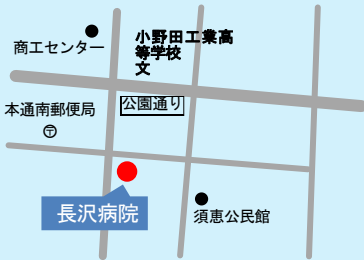 小野田工業高
等学校
文
商工センター
公園通り
本通南郵便局
〒
長沢病院
須恵公民館